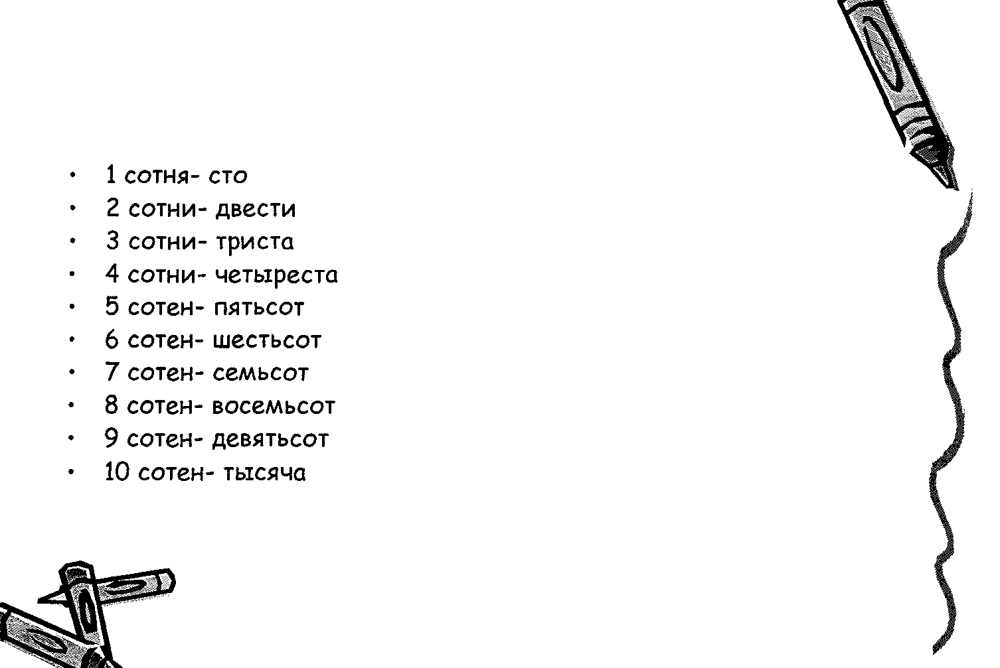 • 1 сотня- сто
• 2 сотни- двести
• 3 сотни- триста
• 4 сотни- четыреста
• 5 сотен- пятьсот
• 6 сотен- шестьсот
• 7 сотен- семьсот
• 8 сотен- восемьсот
• 9 сотен- девятьсот
• 10 сотен- тысяча